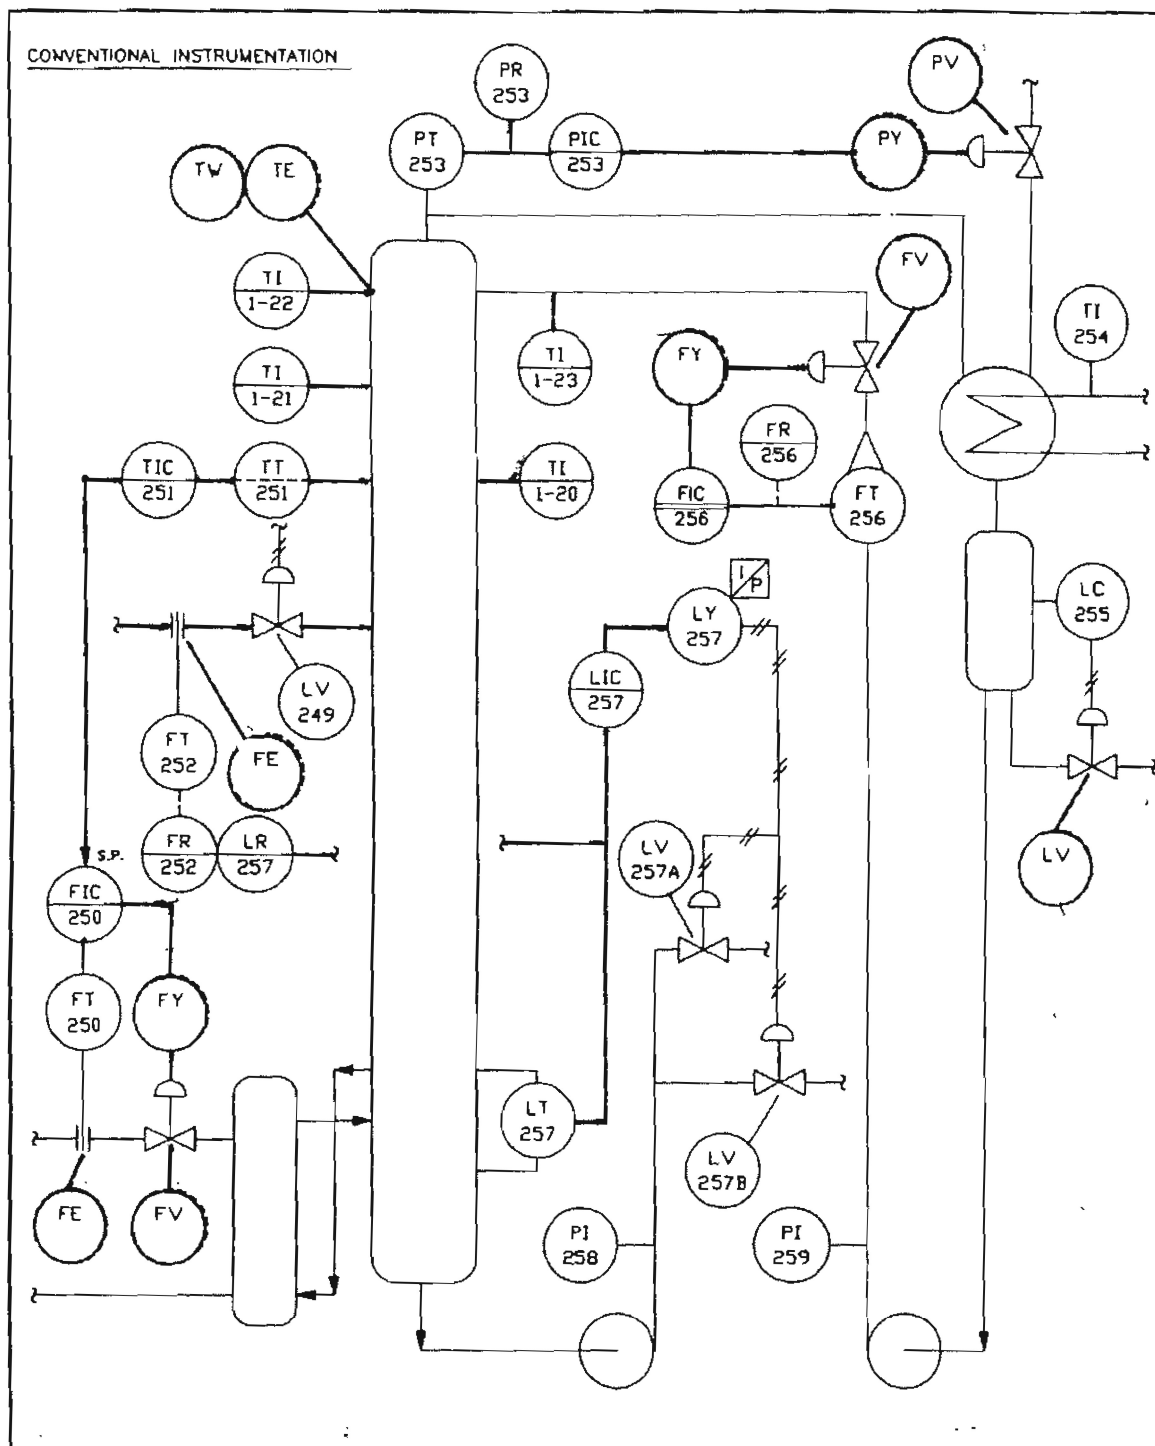 CONVENTIONAL INSTRUMENTATION
PR
253
PV
PT
253
PIC
253
PY
TW
TE
FV
TI
1-22
TI
254
TI
1-23
FY
TI
1-21
FR
256
TIC
251
TT
251
TI
1-20
FIC
256
FT
256
I
P
LC
255
LY
257
LIC
257
LV
249
FT
252
FE
S.P.
FR
252
LR
257
LV
257A
LV
FIC
250
FT
250
FY
LT
257
LV
257B
FE
FV
PI
258
PI
259